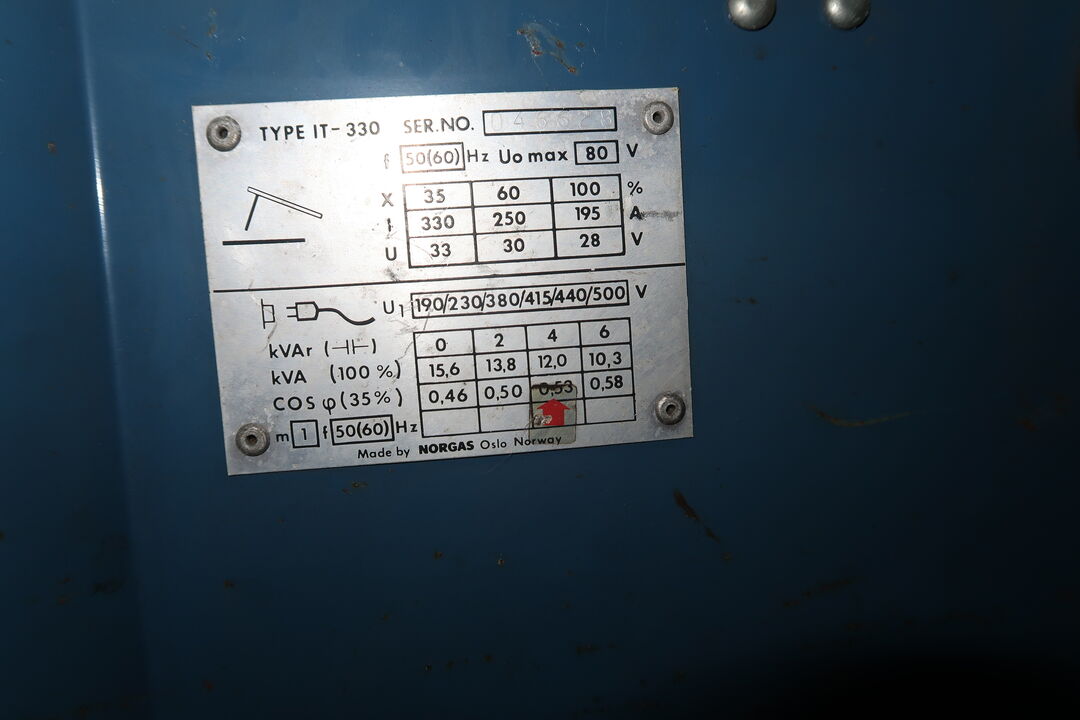 TYPE IT-330 SER.NO.
f 50(60) Hz Uo max 80 V
X 35 60 100 %
I 330 250 195 A
U 33 30 28 V
U1 190/230/380/415/440/500 V
kVAr (⊣⊢) 0 2 4 6
kVA (100%) 15,6 13,8 12,0 10,3
COS φ (35%) 0,46 0,50 0,53 0,58
m 1 f 50(60) Hz
Made by NORGAS Oslo Norway